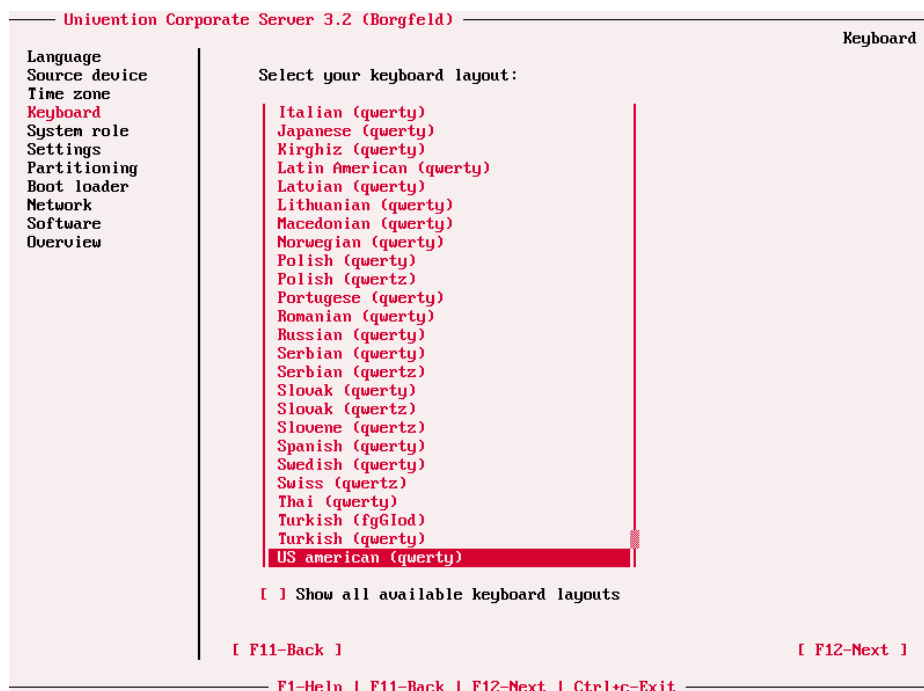 Univention Corporate Server 3.2 (Borgfeld)
Keyboard
Language
Source device
Time zone
Keyboard
System role
Settings
Partitioning
Boot loader
Network
Software
Overview
Select your keyboard layout:
Italian (qwerty)
Japanese (qwerty)
Kirghiz (qwerty)
Latin American (qwerty)
Latvian (qwerty)
Lithuanian (qwerty)
Macedonian (qwerty)
Norwegian (qwerty)
Polish (qwerty)
Polish (qwertz)
Portugese (qwerty)
Romanian (qwerty)
Russian (qwerty)
Serbian (qwerty)
Serbian (qwertz)
Slovak (qwerty)
Slovak (qwertz)
Slovene (qwertz)
Spanish (qwerty)
Swedish (qwerty)
Swiss (qwertz)
Thai (qwerty)
Turkish (fgGIod)
Turkish (qwerty)
US american (qwerty)
[ ] Show all available keyboard layouts
[ F11-Back ]
[ F12-Next ]
F1-Help | F11-Back | F12-Next | Ctrl+c-Exit